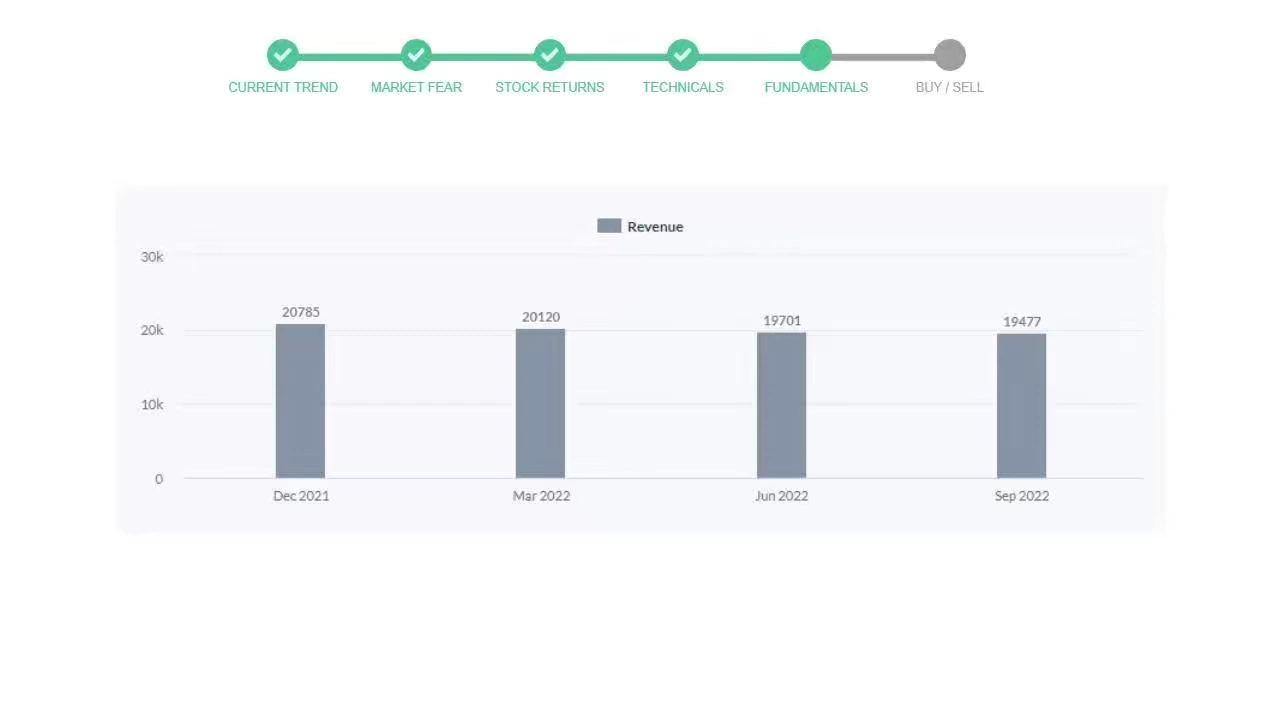 CURRENT TREND MARKET FEAR STOCK RETURNS TECHNICALS FUNDAMENTALS BUY / SELL
Revenue
30k
20k
10k
0
20785 20120 19701 19477
Dec 2021 Mar 2022 Jun 2022 Sep 2022